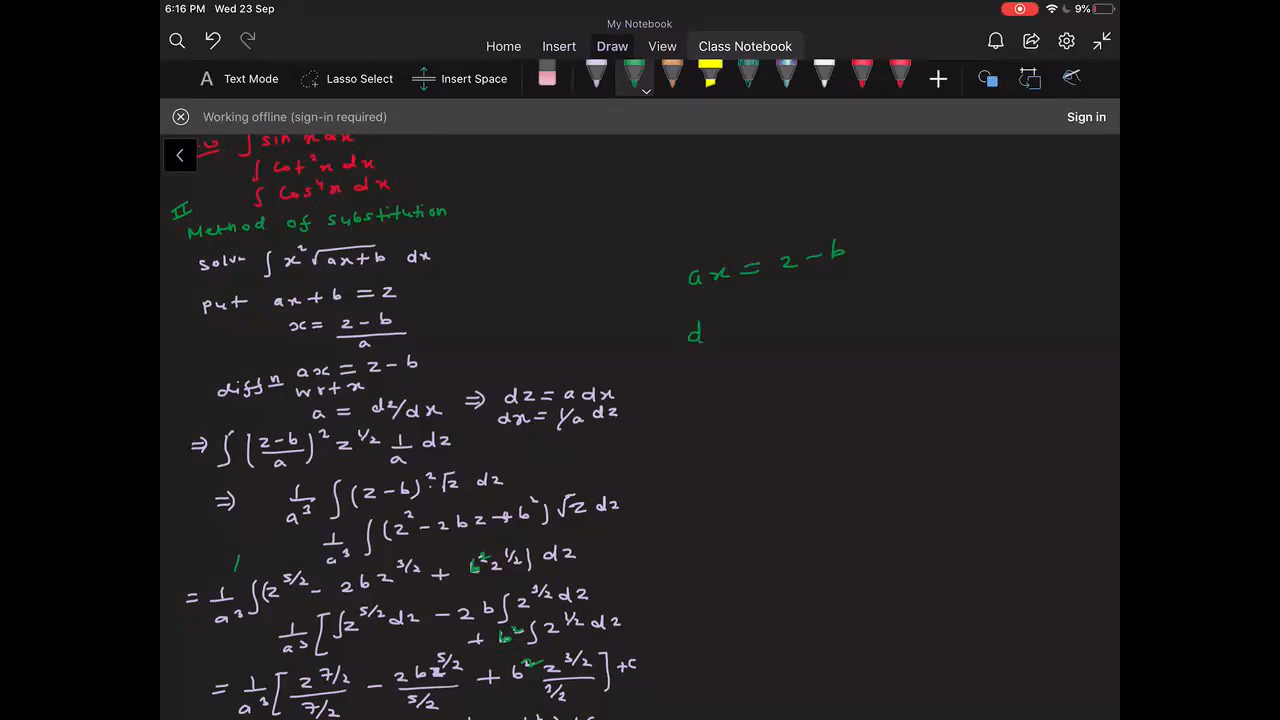 6:16 PM Wed 23 Sep
9%
My Notebook
Home Insert Draw View Class Notebook
A Text Mode Lasso Select Insert Space
Working offline (sign-in required) Sign in
∫ sin x dx
∫ cot²x dx
∫ cos⁴x dx
II
Method of substitution
solve ∫ x² √(ax+b) dx
put ax + b = z
x = (z - b)/a
diffn wrt x ax = z - b
a = dz/dx ⇒ dz = a dx
dx = 1/a dz
⇒ ∫ ((z-b)/a)² z^1/2 1/a dz
⇒ 1/a³ ∫ (z - b)² √z dz
1/a³ ∫ (z² - 2bz + b²) √z dz
= 1/a³ ∫ (z^5/2 - 2bz^3/2 + b² z^1/2) dz
1/a³ [∫ z^5/2 dz - 2b ∫ z^3/2 dz
+ b² ∫ z^1/2 dz
= 1/a³ [ z^7/2 / 7/2 - 2bz^5/2 / 5/2 + b² z^3/2 / 3/2 ] + c
ax = z - b
d